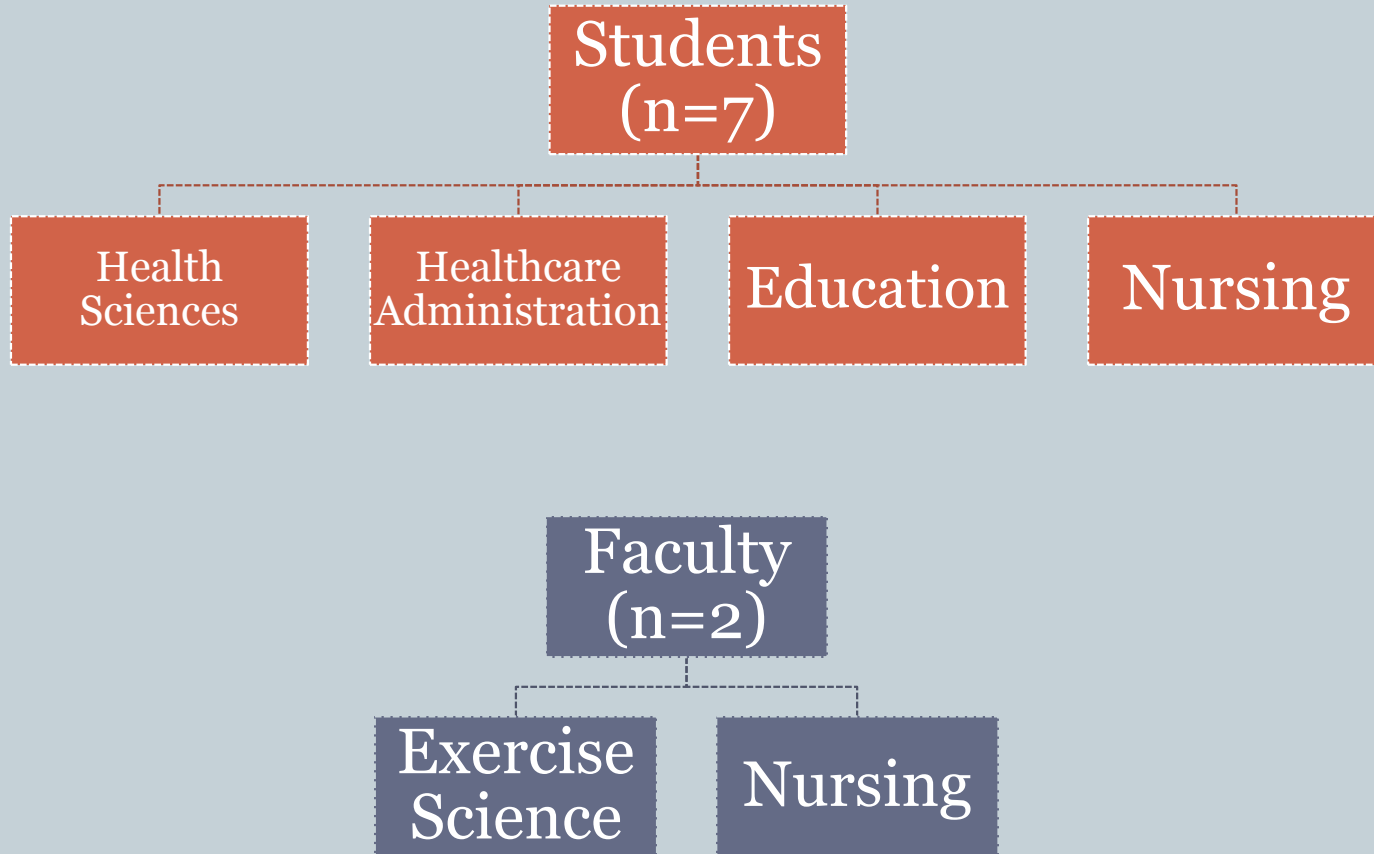 Students
(n=7)
Health
Sciences
Healthcare
Administration
Education
Nursing
Faculty
(n=2)
Exercise
Science
Nursing